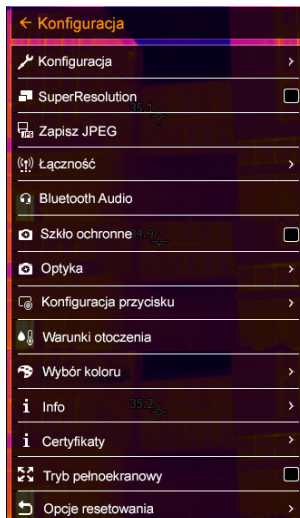 Konfiguracja
Konfiguracja
SuperResolution
35.1
Zapisz JPEG
Łączność
Bluetooth Audio
Szkło ochronne
34.9
Optyka
Konfiguracja przycisku
Warunki otoczenia
Wybór koloru
Info
35.2
Certyfikaty
Tryb pełnoekranowy
Opcje resetowania